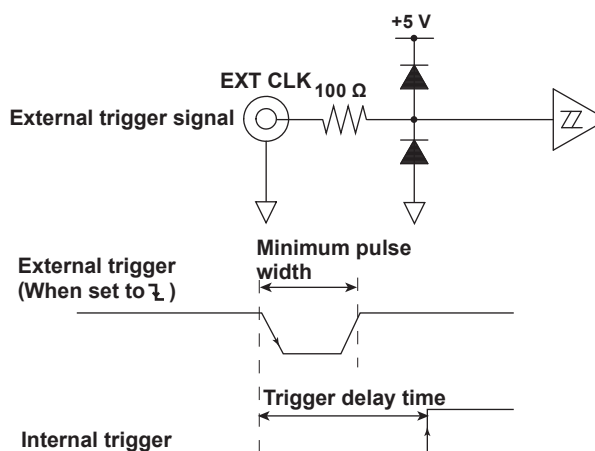 +5 V
EXT CLK
100 Ω
External trigger signal
Minimum pulse
width
External trigger
(When set to )
Trigger delay time
Internal trigger